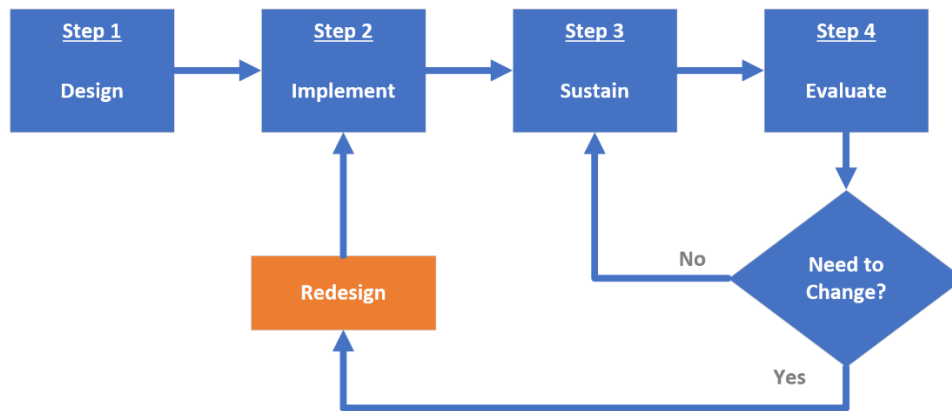 Step 1
Design
Step 2
Implement
Step 3
Sustain
Step 4
Evaluate
Need to
Change?
No
Redesign
Yes